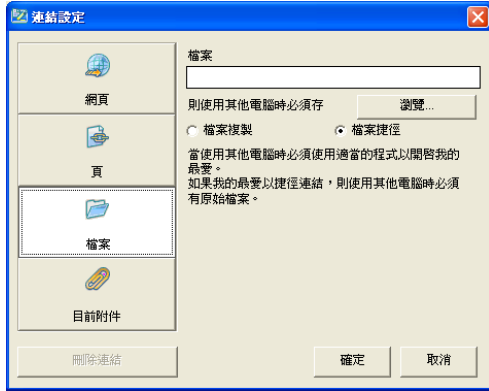 連結設定
網頁
頁
檔案
目前附件
刪除連結
檔案
則使用其他電腦時必須存
瀏覽...
檔案複製
檔案捷徑
當使用其他電腦時必須使用適當的程式以開啓我的
最愛。
如果我的最愛以捷徑連結，則使用其他電腦時必須
有原始檔案。
確定
取消